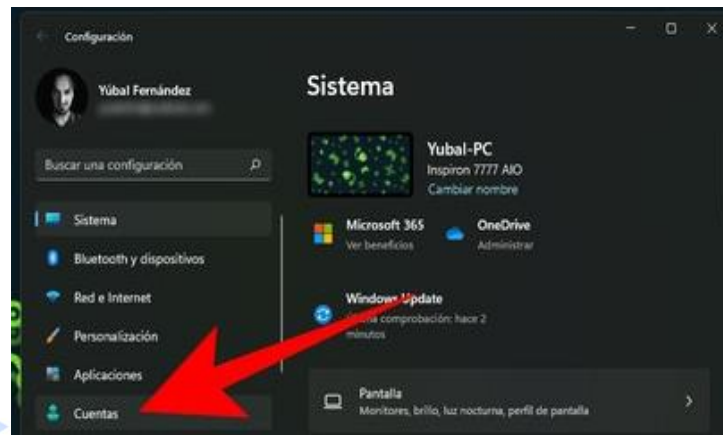 Configuración
Yúbal Fernández
Buscar una configuración
Sistema
Bluetooth y dispositivos
Red e Internet
Personalización
Aplicaciones
Cuentas
Sistema
Yubal-PC
Inspiron 7777 AIO
Cambiar nombre
Microsoft 365
Ver beneficios
OneDrive
Administrar
Windows Update
comprobación: hace 2
minutos
Pantalla
Monitores, brillo, luz nocturna, perfil de pantalla